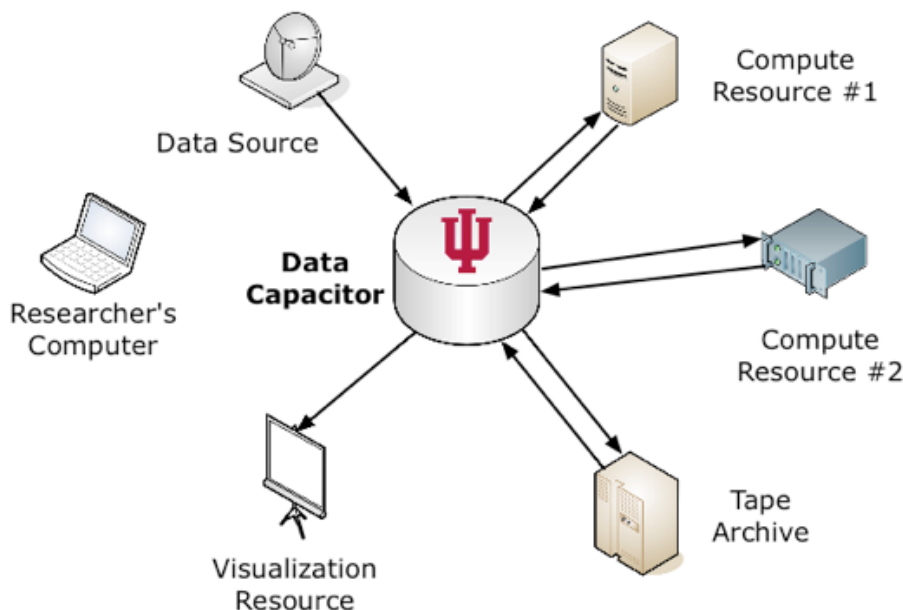 Data Source
Compute
Resource #1
Researcher's
Computer
Data
Capacitor
Compute
Resource #2
Visualization
Resource
Tape
Archive